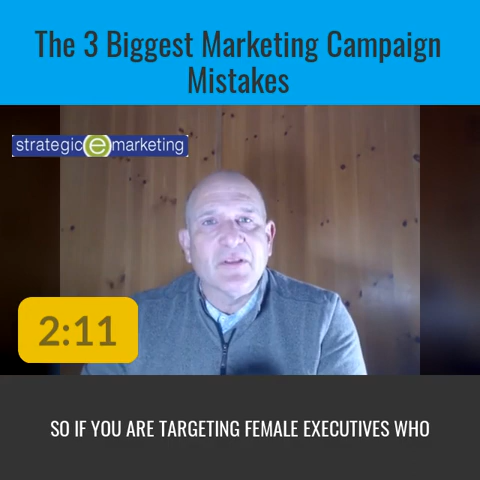 The 3 Biggest Marketing Campaign
Mistakes
strategic e marketing
2:11
SO IF YOU ARE TARGETING FEMALE EXECUTIVES WHO